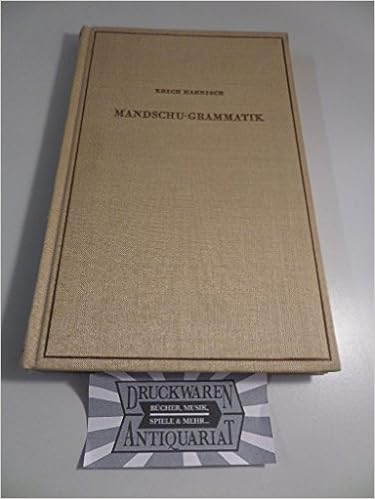 ERICH HAENISCH
MANDSCHU-GRAMMATIK
DRUCKWAREN
BÜCHER, MUSIK,
SPIELE & MEHR...
ANTIQUARIAT